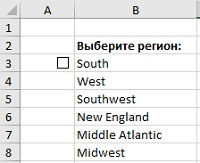 A B
1
2 Выберите регион:
3 South
4 West
5 Southwest
6 New England
7 Middle Atlantic
8 Midwest